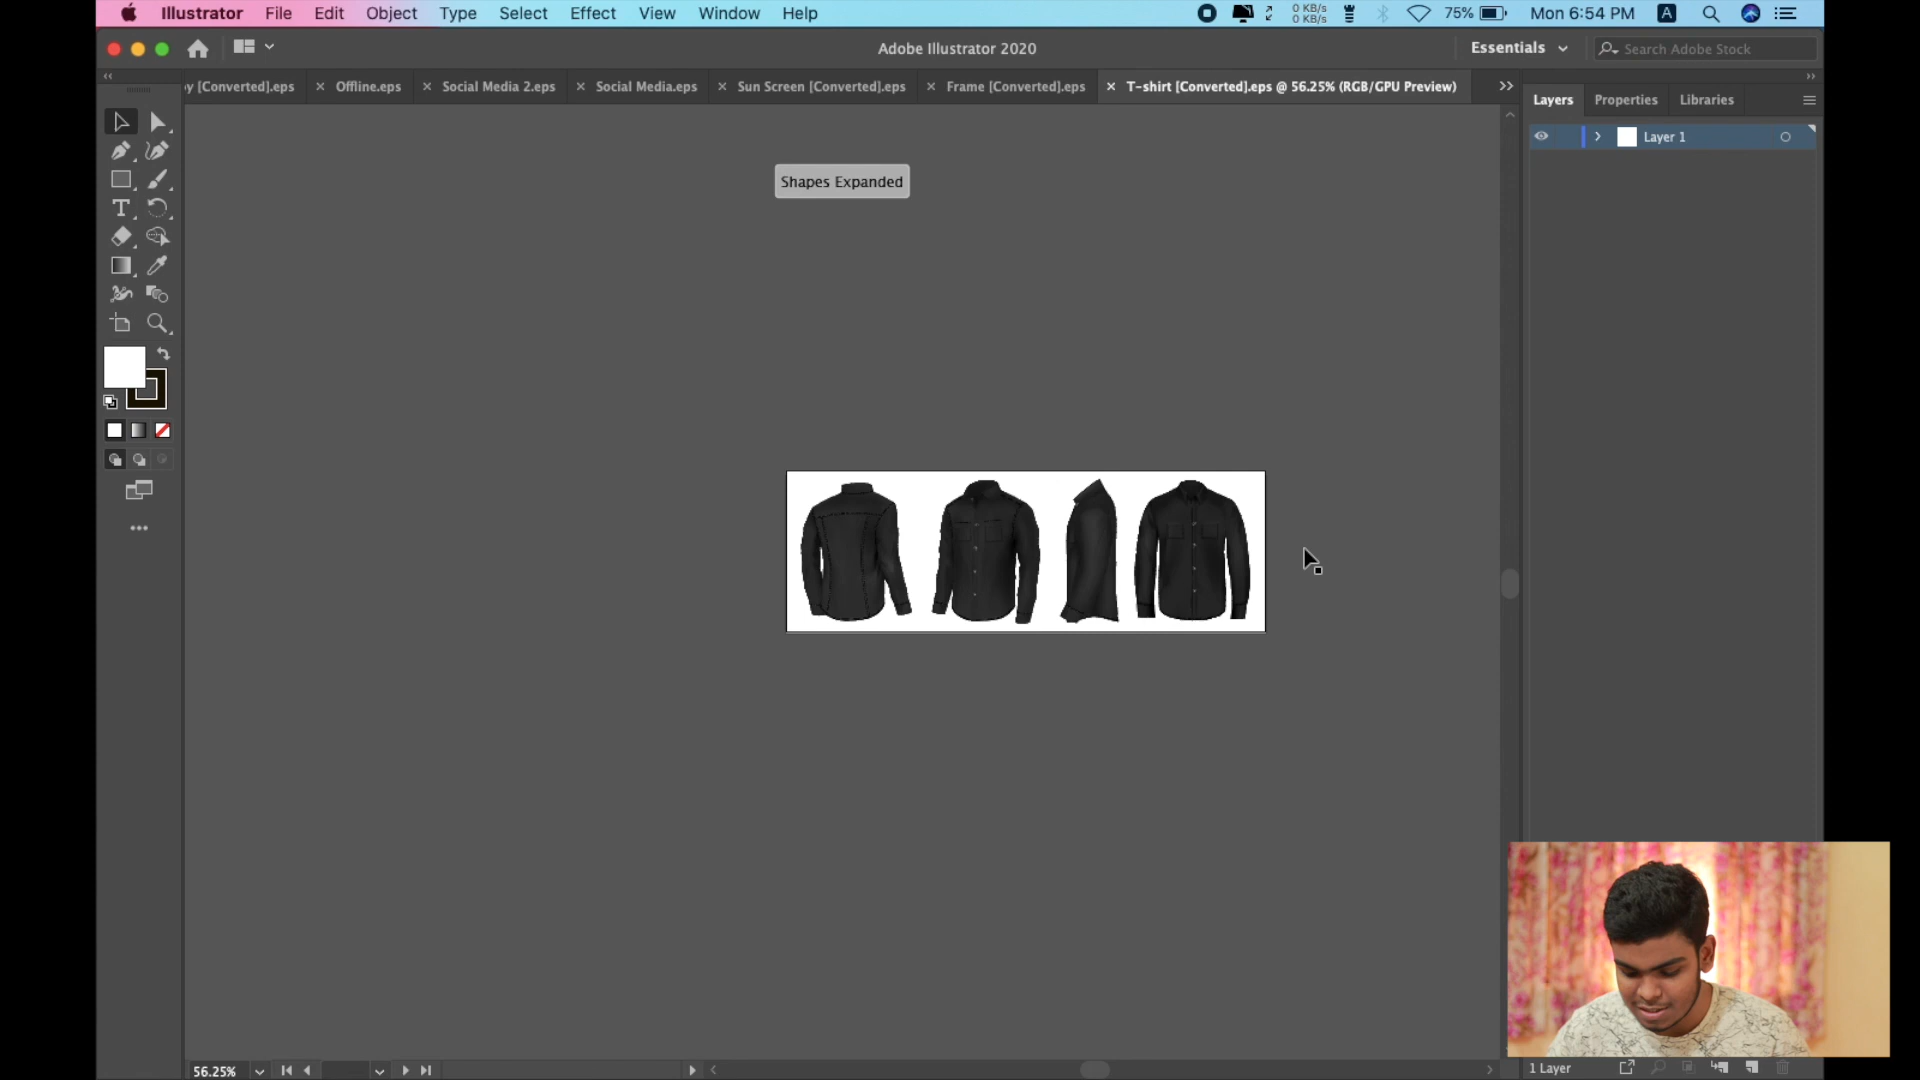 Illustrator File Edit Object Type Select Effect View Window Help 0 KB/s 0 KB/s 75% Mon 6:54 PM A
Adobe Illustrator 2020 Essentials Search Adobe Stock
y [Converted].eps × Offline.eps × Social Media 2.eps × Social Media.eps × Sun Screen [Converted].eps × Frame [Converted].eps × T-shirt [Converted].eps @ 56.25% (RGB/GPU Preview)
Layers Properties Libraries
Layer 1
Shapes Expanded
56.25%
1 Layer